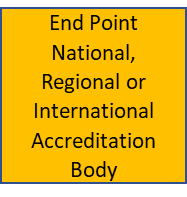 End Point
National,
Regional or
International
Accreditation
Body